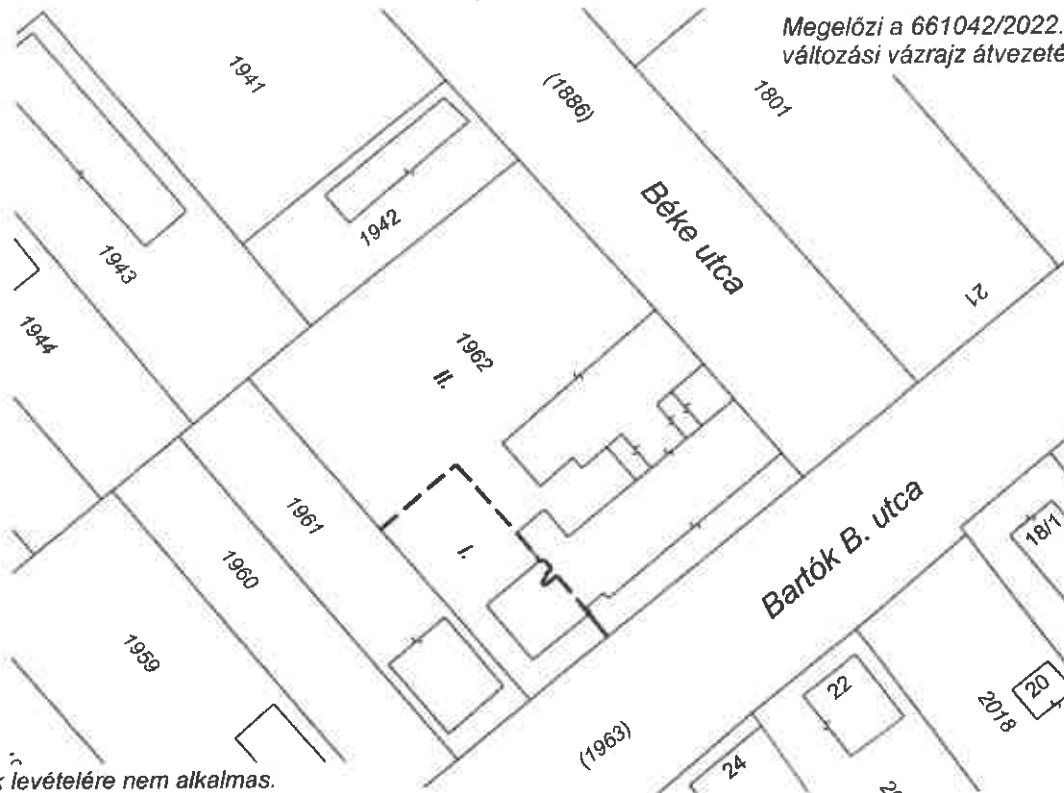 Megelőzi a 661042/2022.
változási vázrajz átvezeté
1941
(1886)
1801
1942
Béke utca
1943
21
1944
1962
II.
1961
I.
Bartók B. utca
18/1
1960
1959
22
20
2018
(1963)
24
levételére nem alkalmas.